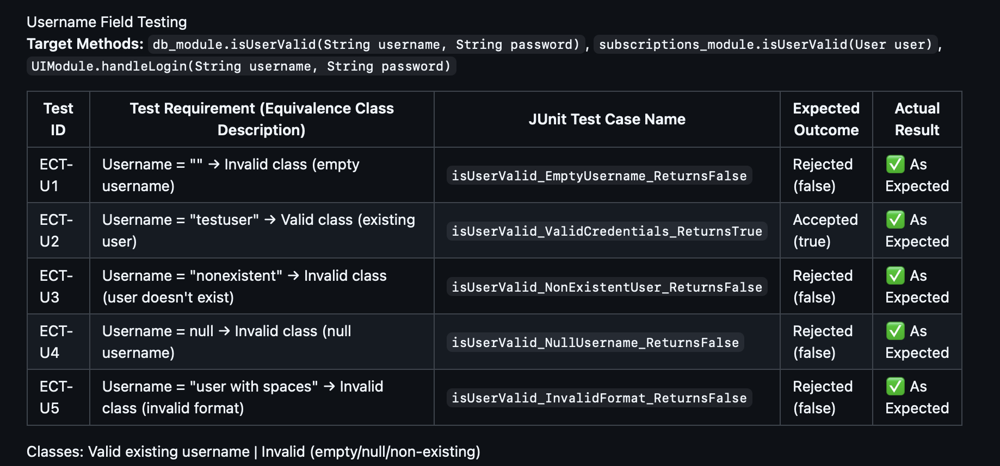 Username Field Testing
Target Methods: db_module.isUserValid(String username, String password), subscriptions_module.isUserValid(User user),
UIModule.handleLogin(String username, String password)
Test
ID
Test Requirement (Equivalence Class
Description)
JUnit Test Case Name
Expected
Outcome
Actual
Result
ECT-
U1
Username = "" → Invalid class (empty
username)
isUserValid_EmptyUsername_ReturnsFalse
Rejected
(false)
✅ As
Expected
ECT-
U2
Username = "testuser" → Valid class (existing
user)
isUserValid_ValidCredentials_ReturnsTrue
Accepted
(true)
✅ As
Expected
ECT-
U3
Username = "nonexistent" → Invalid class
(user doesn't exist)
isUserValid_NonExistentUser_ReturnsFalse
Rejected
(false)
✅ As
Expected
ECT-
U4
Username = null → Invalid class (null
username)
isUserValid_NullUsername_ReturnsFalse
Rejected
(false)
✅ As
Expected
ECT-
U5
Username = "user with spaces" → Invalid
class (invalid format)
isUserValid_InvalidFormat_ReturnsFalse
Rejected
(false)
✅ As
Expected
Classes: Valid existing username | Invalid (empty/null/non-existing)